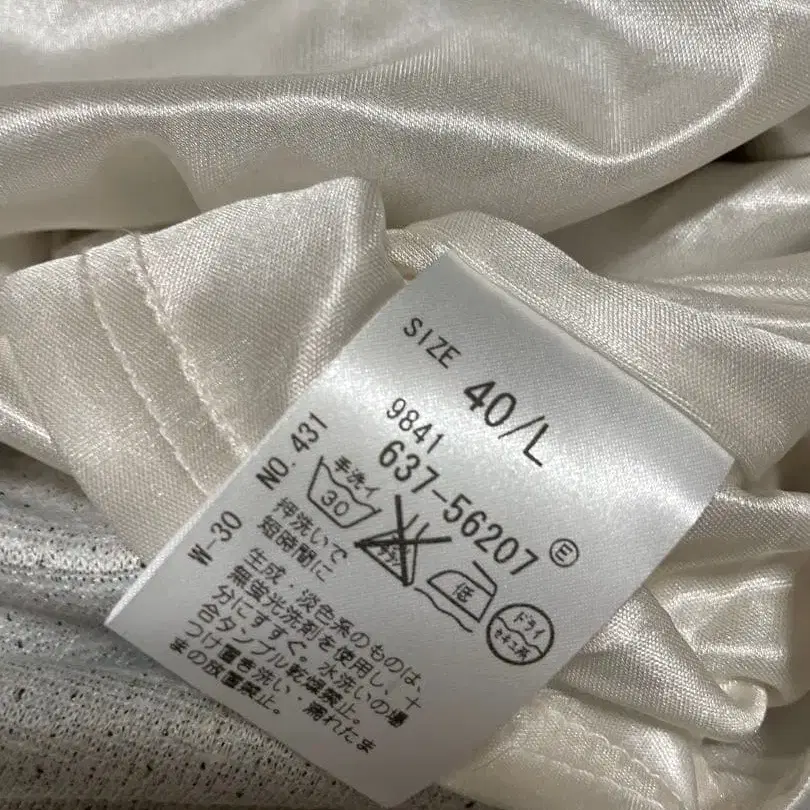 SIZE 40/L
9841
637-56207 Ⓔ
NO. 431
W-30
手洗イ
30
低
ドライ
セキユ系
押洗いで
短時間に
生成・淡色系のものは、
無蛍光洗剤を使用し、十
分にすすぐ。水洗いの場
合タンブル乾燥禁止。
つけ置き洗い・濡れたま
まの放置禁止。